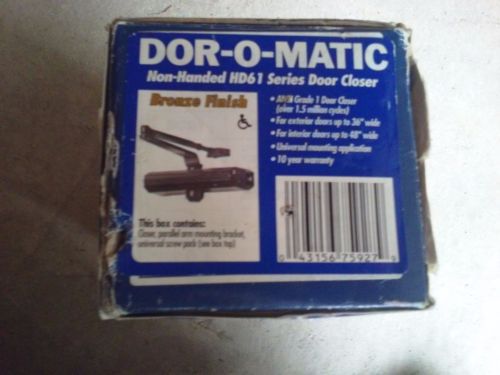 DOR-O-MATIC
Non-Handed HD61 Series Door Closer
Bronze Finish
• ANSI Grade 1 Door Closer
(over 1.5 million cycles)
• For exterior doors up to 36" wide
• For interior doors up to 48" wide
• Universal mounting application
• 10 year warranty
This box contains:
Closer, parallel arm mounting bracket,
universal screw pack (see box top)
0 43156 75927 9